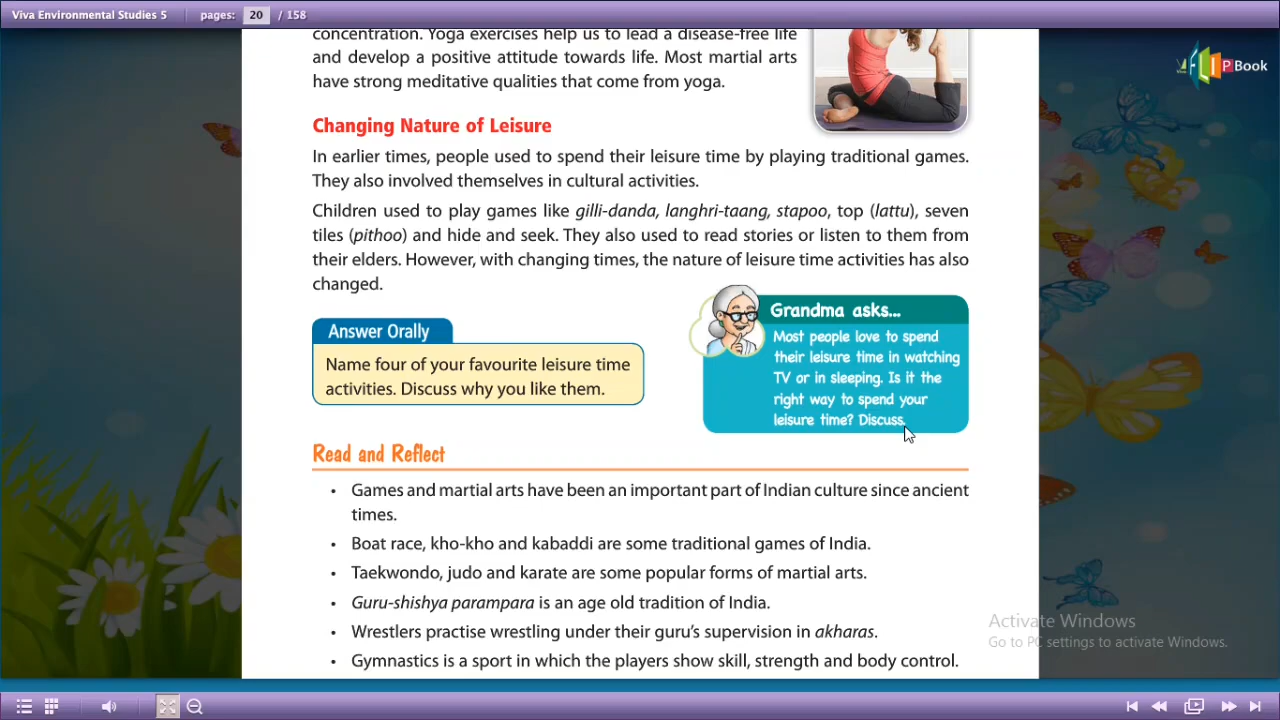 Viva Environmental Studies 5 pages: 20 / 158
FLIPBook
concentration. Yoga exercises help us to lead a disease-free life
and develop a positive attitude towards life. Most martial arts
have strong meditative qualities that come from yoga.
Changing Nature of Leisure
In earlier times, people used to spend their leisure time by playing traditional games.
They also involved themselves in cultural activities.
Children used to play games like gilli-danda, langhri-taang, stapoo, top (lattu), seven
tiles (pithoo) and hide and seek. They also used to read stories or listen to them from
their elders. However, with changing times, the nature of leisure time activities has also
changed.
Answer Orally
Name four of your favourite leisure time
activities. Discuss why you like them.
Grandma asks...
Most people love to spend
their leisure time in watching
TV or in sleeping. Is it the
right way to spend your
leisure time? Discuss.
Read and Reflect
• Games and martial arts have been an important part of Indian culture since ancient
times.
• Boat race, kho-kho and kabaddi are some traditional games of India.
• Taekwondo, judo and karate are some popular forms of martial arts.
• Guru-shishya parampara is an age old tradition of India.
• Wrestlers practise wrestling under their guru's supervision in akharas.
• Gymnastics is a sport in which the players show skill, strength and body control.
Activate Windows
Go to PC settings to activate Windows.